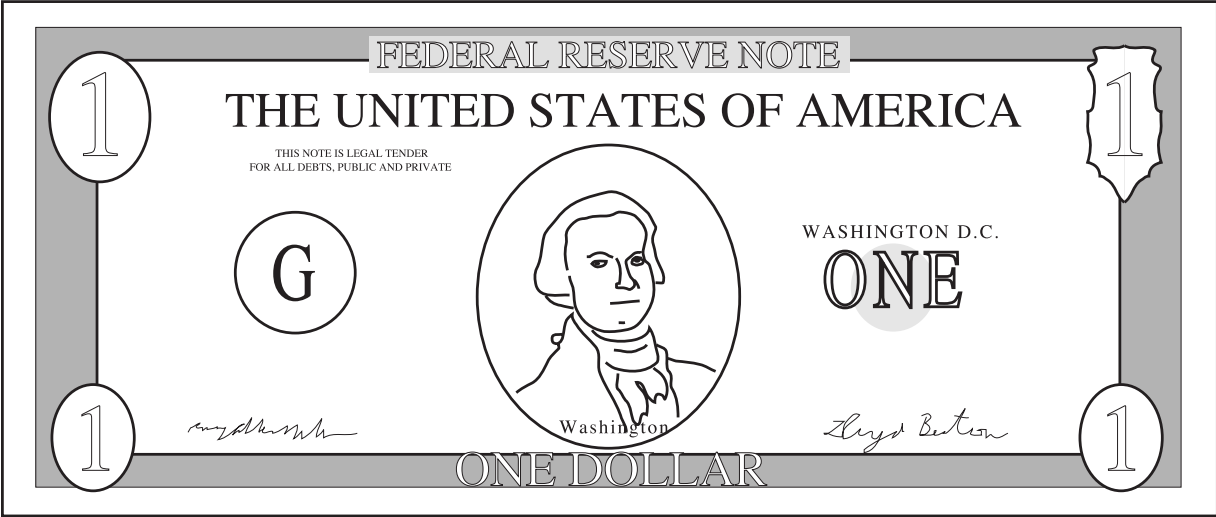 FEDERAL RESERVE NOTE
1
1
THE UNITED STATES OF AMERICA
THIS NOTE IS LEGAL TENDER
FOR ALL DEBTS, PUBLIC AND PRIVATE
G
WASHINGTON D.C.
ONE
Washington
1
1
ONE DOLLAR